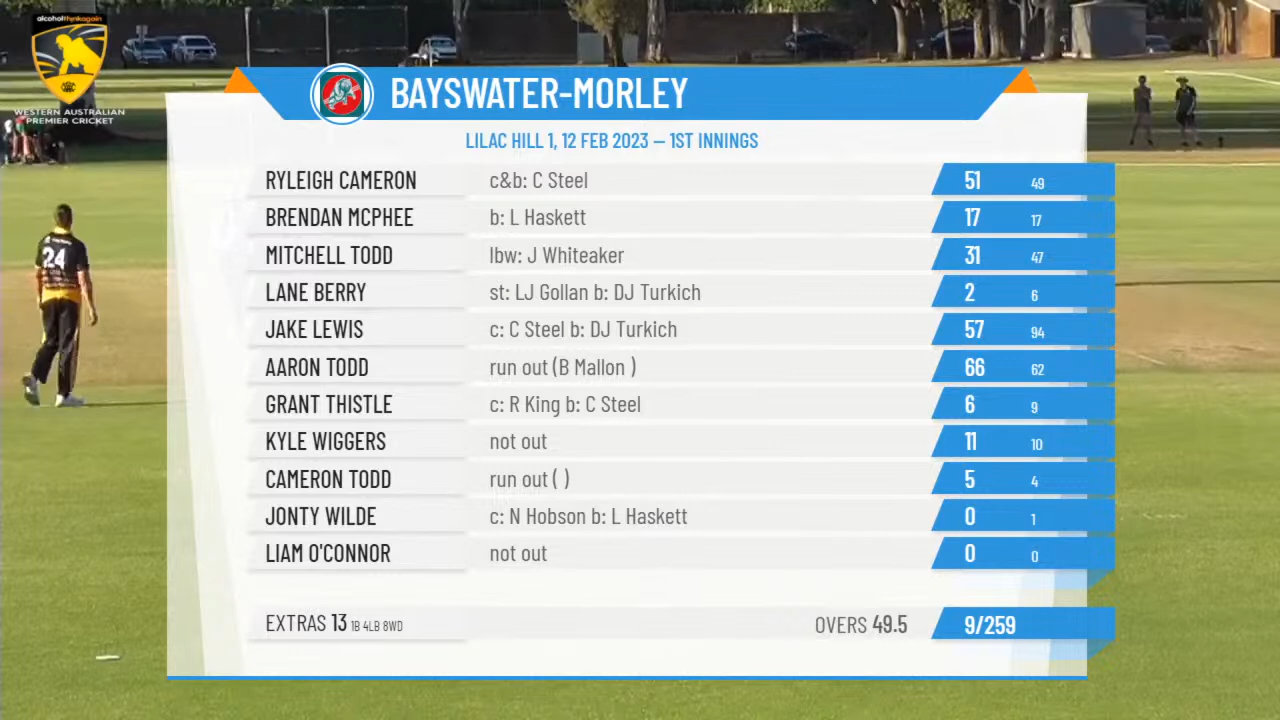 alcoholthinkagain
WESTERN AUSTRALIAN
PREMIER CRICKET
BAYSWATER-MORLEY
LILAC HILL 1, 12 FEB 2023 – 1ST INNINGS
RYLEIGH CAMERON c&b: C Steel 51 49
BRENDAN MCPHEE b: L Haskett 17 17
MITCHELL TODD lbw: J Whiteaker 31 47
LANE BERRY st: LJ Gollan b: DJ Turkich 2 6
JAKE LEWIS c: C Steel b: DJ Turkich 57 94
AARON TODD run out (B Mallon ) 66 62
GRANT THISTLE c: R King b: C Steel 6 9
KYLE WIGGERS not out 11 10
CAMERON TODD run out ( ) 5 4
JONTY WILDE c: N Hobson b: L Haskett 0 1
LIAM O'CONNOR not out 0 0
EXTRAS 13 1B 4LB 8WD OVERS 49.5 9/259
24